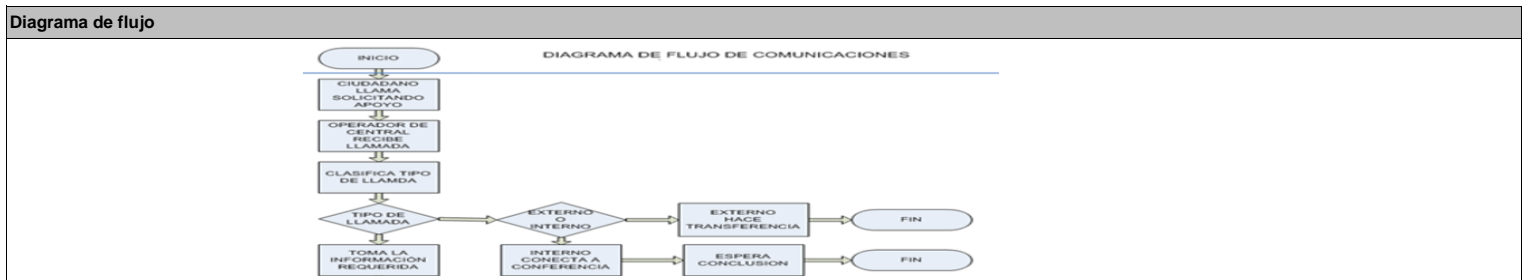 Diagrama de flujo
INICIO
DIAGRAMA DE FLUJO DE COMUNICACIONES
CIUDADANO
LLAMA
SOLICITANDO
APOYO
OPERADOR DE
CENTRAL
RECIBE
LLAMADA
CLASIFICA TIPO
DE LLAMDA
TIPO DE
LLAMADA
EXTERNO
O
INTERNO
EXTERNO
HACE
TRANSFERENCIA
FIN
TOMA LA
INFORMACIÓN
REQUERIDA
INTERNO
CONECTA A
CONFERENCIA
ESPERA
CONCLUSION
FIN